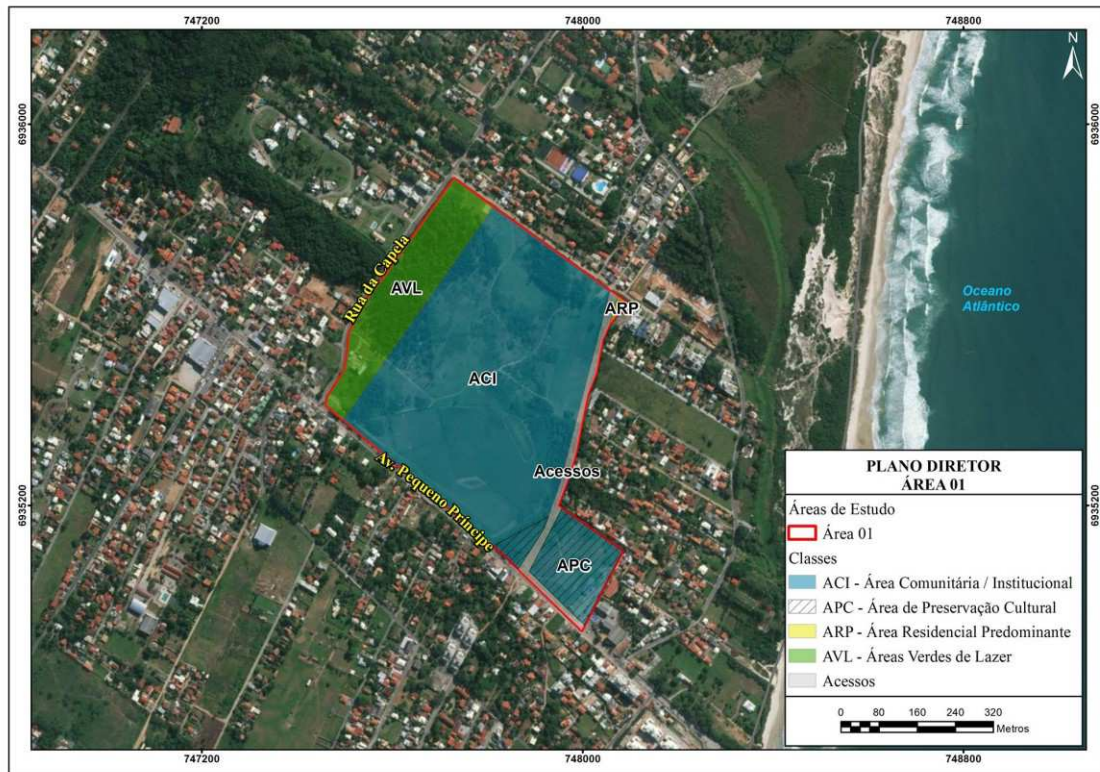 747200
748000
748800
N
6936000
6936000
Oceano
Atlântico
Rua da Capela
AVL
ARP
ACI
Av. Pequeno Príncipe
Acessos
APC
6935200
6935200
PLANO DIRETOR
ÁREA 01
Áreas de Estudo
Área 01
Classes
ACI - Área Comunitária / Institucional
APC - Área de Preservação Cultural
ARP - Área Residencial Predominante
AVL - Áreas Verdes de Lazer
Acessos
0 80 160 240 320
Metros
747200
748000
748800